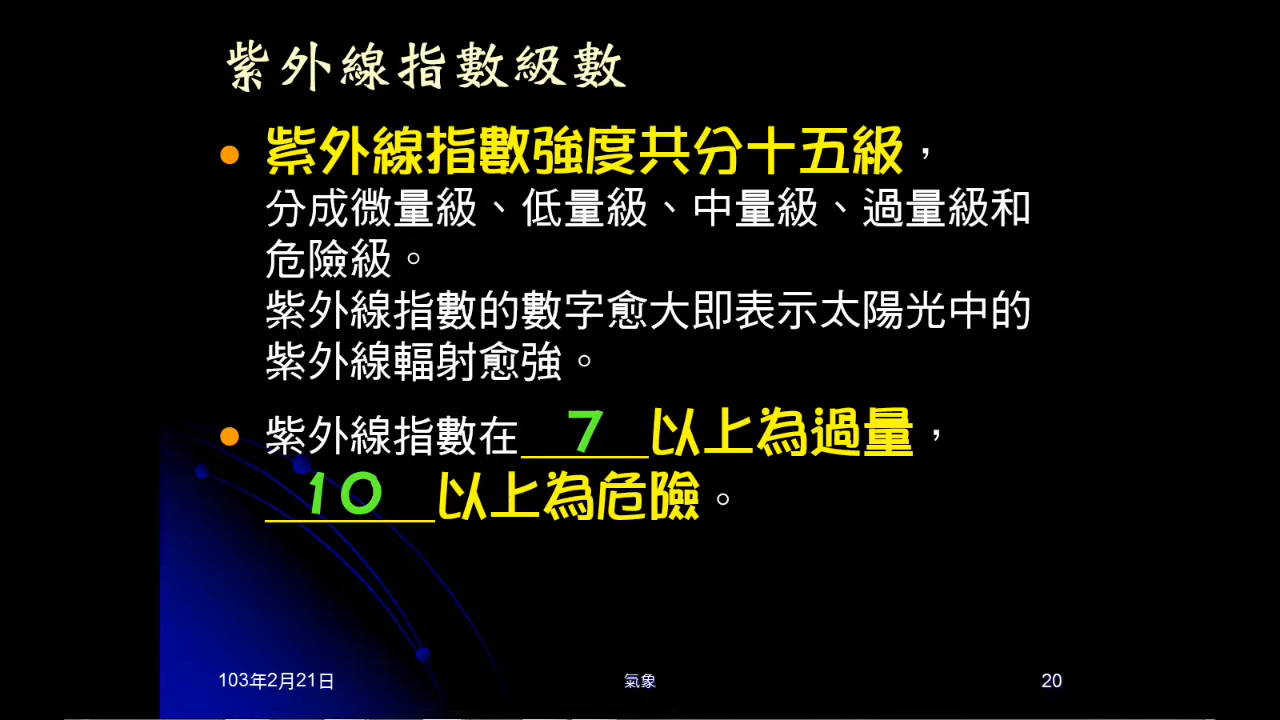 紫外線指數級數
紫外線指數強度共分十五級，
分成微量級、低量級、中量級、過量級和
危險級。
紫外線指數的數字愈大即表示太陽光中的
紫外線輻射愈強。
紫外線指數在 7 以上為過量，
10 以上為危險。
103年2月21日 氣象 20